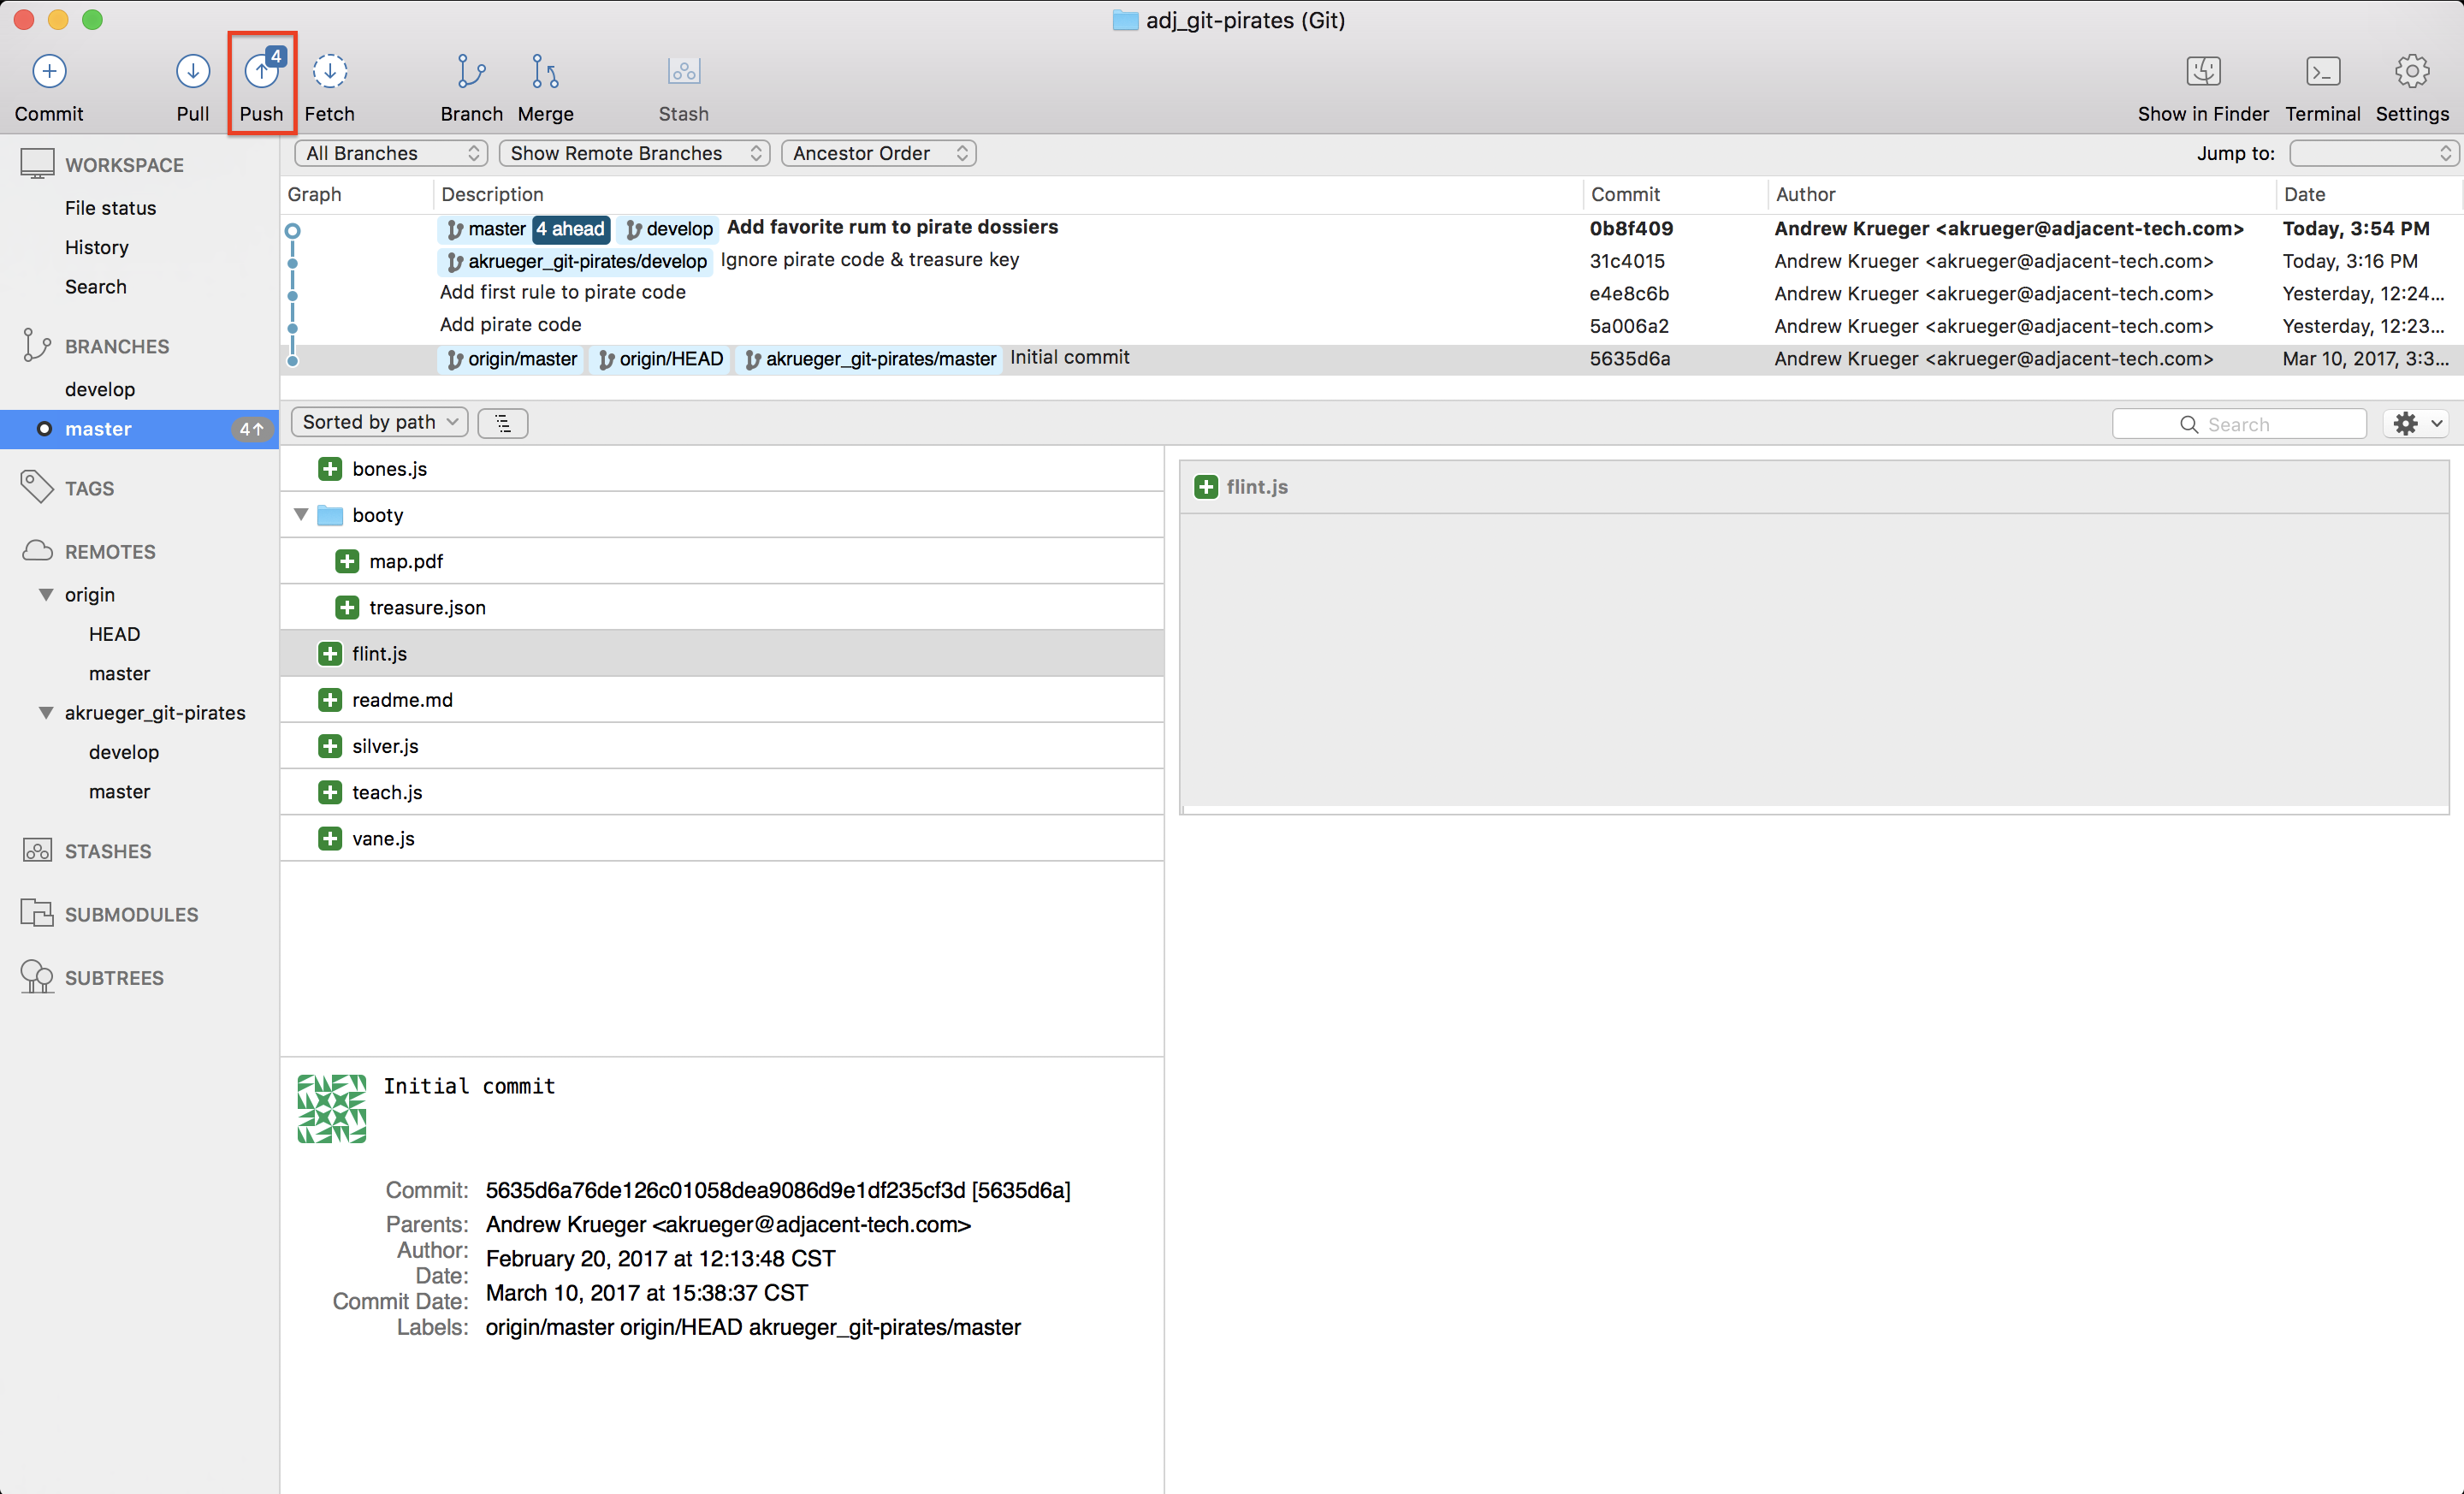 adj_git-pirates (Git)
4
Commit Pull Push Fetch Branch Merge Stash Show in Finder Terminal Settings
WORKSPACE
File status
History
Search
BRANCHES
develop
master 4↑
TAGS
REMOTES
origin
HEAD
master
akrueger_git-pirates
develop
master
STASHES
SUBMODULES
SUBTREES
All Branches Show Remote Branches Ancestor Order Jump to:
Graph Description Commit Author Date
master 4 ahead develop Add favorite rum to pirate dossiers 0b8f409 Andrew Krueger <akrueger@adjacent-tech.com> Today, 3:54 PM
akrueger_git-pirates/develop Ignore pirate code & treasure key 31c4015 Andrew Krueger <akrueger@adjacent-tech.com> Today, 3:16 PM
Add first rule to pirate code e4e8c6b Andrew Krueger <akrueger@adjacent-tech.com> Yesterday, 12:24...
Add pirate code 5a006a2 Andrew Krueger <akrueger@adjacent-tech.com> Yesterday, 12:23...
origin/master origin/HEAD akrueger_git-pirates/master Initial commit 5635d6a Andrew Krueger <akrueger@adjacent-tech.com> Mar 10, 2017, 3:3...
Sorted by path Search
bones.js
booty
map.pdf
treasure.json
flint.js
readme.md
silver.js
teach.js
vane.js
flint.js
Initial commit
Commit: 5635d6a76de126c01058dea9086d9e1df235cf3d [5635d6a]
Parents: Andrew Krueger <akrueger@adjacent-tech.com>
Author:
February 20, 2017 at 12:13:48 CST
Date:
March 10, 2017 at 15:38:37 CST
Commit Date:
Labels: origin/master origin/HEAD akrueger_git-pirates/master